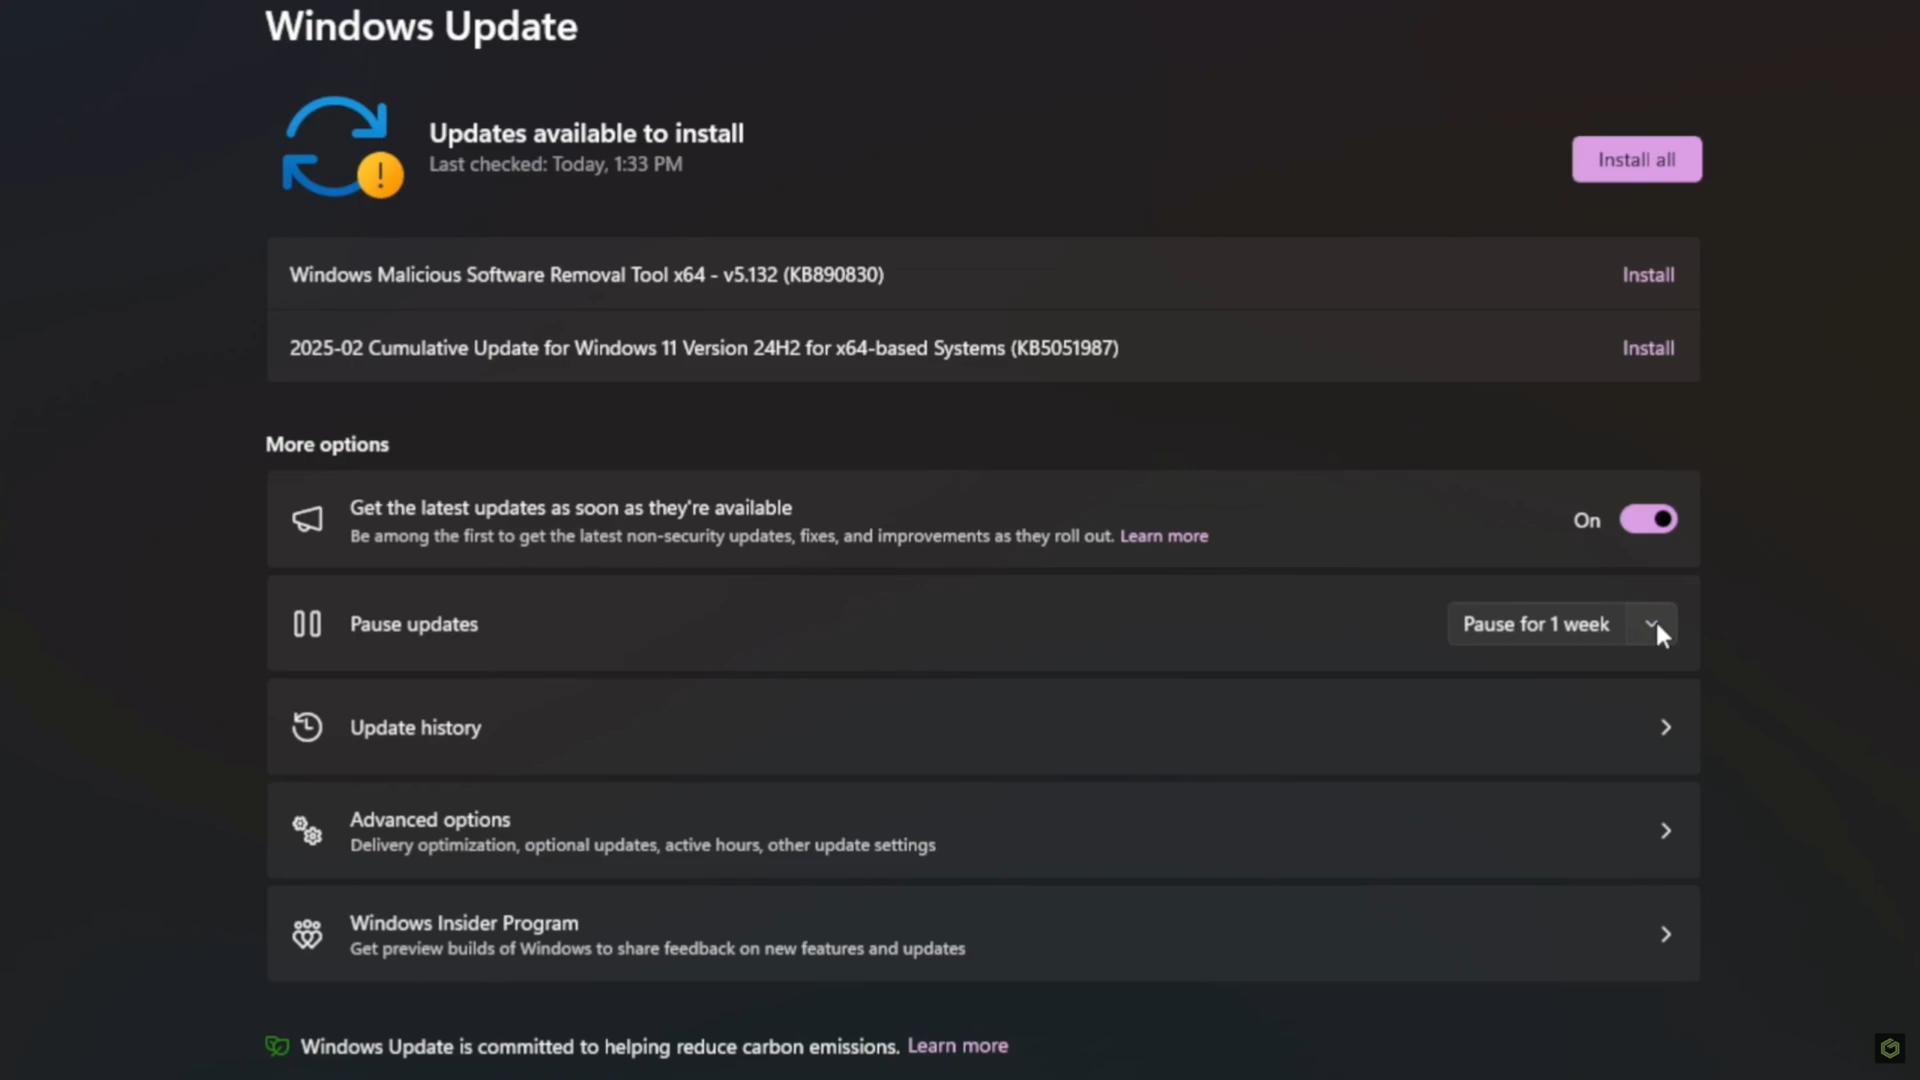 Windows Update
Updates available to install
Last checked: Today, 1:33 PM
Install all
Windows Malicious Software Removal Tool x64 - v5.132 (KB890830)
Install
2025-02 Cumulative Update for Windows 11 Version 24H2 for x64-based Systems (KB5051987)
Install
More options
Get the latest updates as soon as they're available
Be among the first to get the latest non-security updates, fixes, and improvements as they roll out. Learn more
On
Pause updates
Pause for 1 week
Update history
Advanced options
Delivery optimization, optional updates, active hours, other update settings
Windows Insider Program
Get preview builds of Windows to share feedback on new features and updates
Windows Update is committed to helping reduce carbon emissions. Learn more